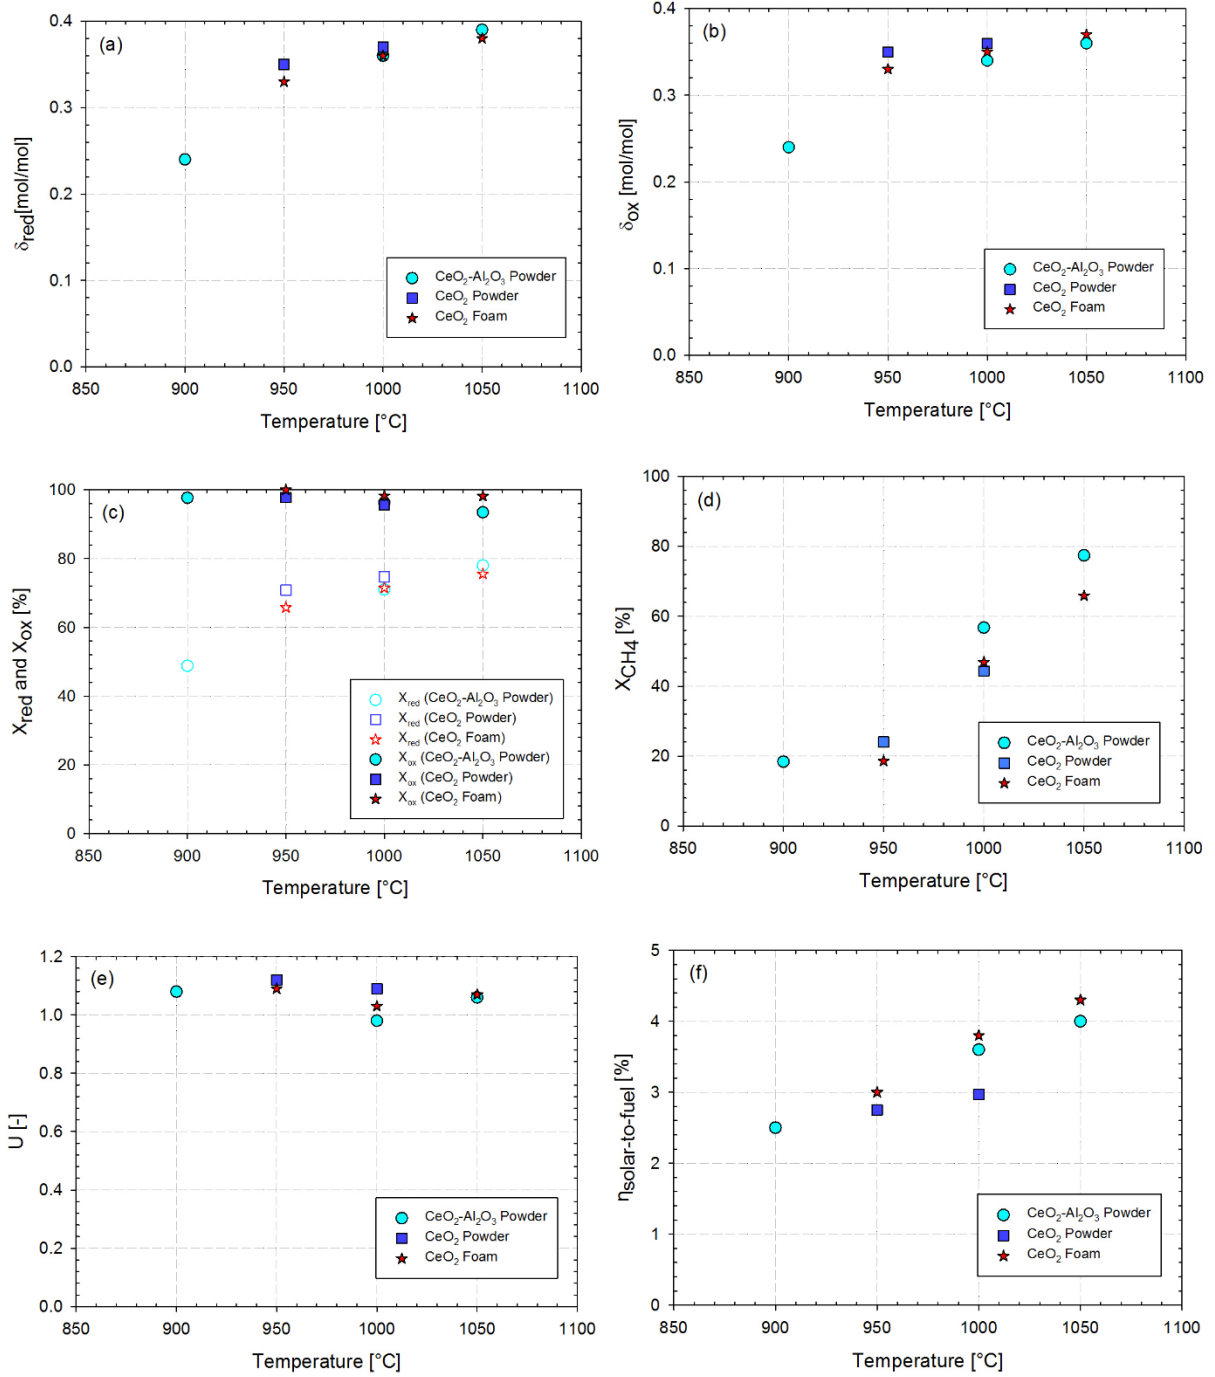 (a)
δred[mol/mol]
0.4
0.3
0.2
0.1
0.0
CeO2-Al2O3 Powder
CeO2 Powder
CeO2 Foam
850 900 950 1000 1050 1100
Temperature [°C]
(b)
δox [mol/mol]
0.4
0.3
0.2
0.1
0.0
CeO2-Al2O3 Powder
CeO2 Powder
CeO2 Foam
850 900 950 1000 1050 1100
Temperature [°C]
(c)
Xred and Xox [%]
100
80
60
40
20
0
Xred (CeO2-Al2O3 Powder)
Xred (CeO2 Powder)
Xred (CeO2 Foam)
Xox (CeO2-Al2O3 Powder)
Xox (CeO2 Powder)
Xox (CeO2 Foam)
850 900 950 1000 1050 1100
Temperature [°C]
(d)
XCH4 [%]
100
80
60
40
20
0
CeO2-Al2O3 Powder
CeO2 Powder
CeO2 Foam
850 900 950 1000 1050 1100
Temperature [°C]
(e)
U [-]
1.2
1.0
0.8
0.6
0.4
0.2
0.0
CeO2-Al2O3 Powder
CeO2 Powder
CeO2 Foam
850 900 950 1000 1050 1100
Temperature [°C]
(f)
ηsolar-to-fuel [%]
5
4
3
2
1
0
CeO2-Al2O3 Powder
CeO2 Powder
CeO2 Foam
850 900 950 1000 1050 1100
Temperature [°C]